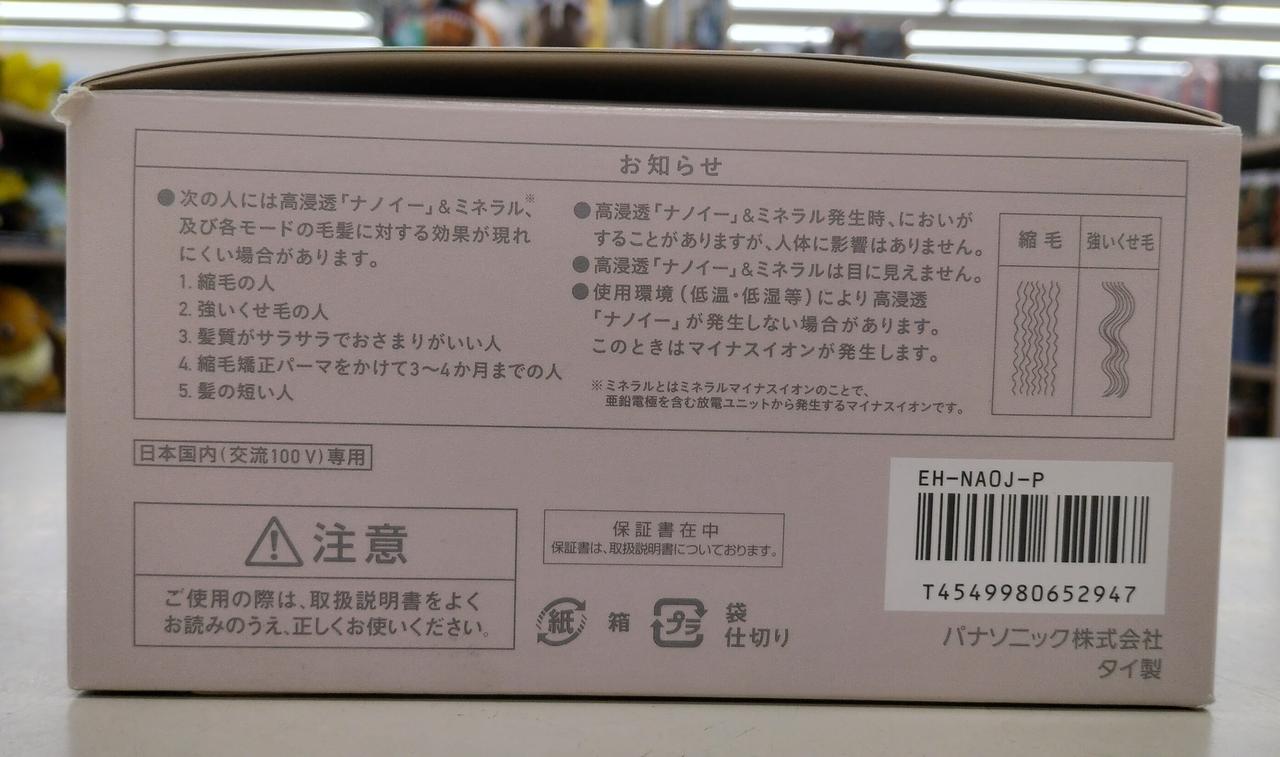 お知らせ
●次の人には高浸透「ナノイー」&ミネラル※、
及び各モードの毛髪に対する効果が現れ
にくい場合があります。
1. 縮毛の人
2. 強いくせ毛の人
3. 髪質がサラサラでおさまりがいい人
4. 縮毛矯正パーマをかけて3〜4か月までの人
5. 髪の短い人
●高浸透「ナノイー」&ミネラル発生時、においが
することがありますが、人体に影響はありません。
●高浸透「ナノイー」&ミネラルは目に見えません。
●使用環境(低温・低湿等)により高浸透
「ナノイー」が発生しない場合があります。
このときはマイナスイオンが発生します。
※ミネラルとはミネラルマイナスイオンのことで、
亜鉛電極を含む放電ユニットから発生するマイナスイオンです。
縮毛 強いくせ毛
日本国内(交流100V)専用
注意
ご使用の際は、取扱説明書をよく
お読みのうえ、正しくお使いください。
保証書在中
保証書は、取扱説明書についております。
紙 箱
プラ 袋
仕切り
EH-NA0J-P
T4549980652947
パナソニック株式会社
タイ製